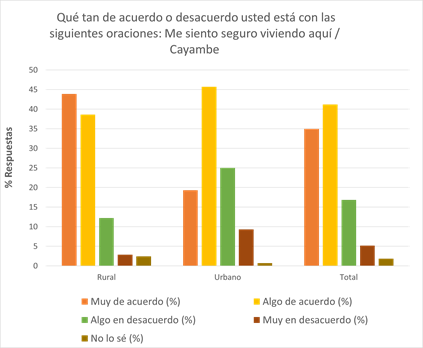 Qué tan de acuerdo o desacuerdo usted está con las
siguientes oraciones: Me siento seguro viviendo aquí /
Cayambe
% Respuestas
50
45
40
35
30
25
20
15
10
5
0
Rural Urbano Total
Muy de acuerdo (%) Algo de acuerdo (%)
Algo en desacuerdo (%) Muy en desacuerdo (%)
No lo sé (%)